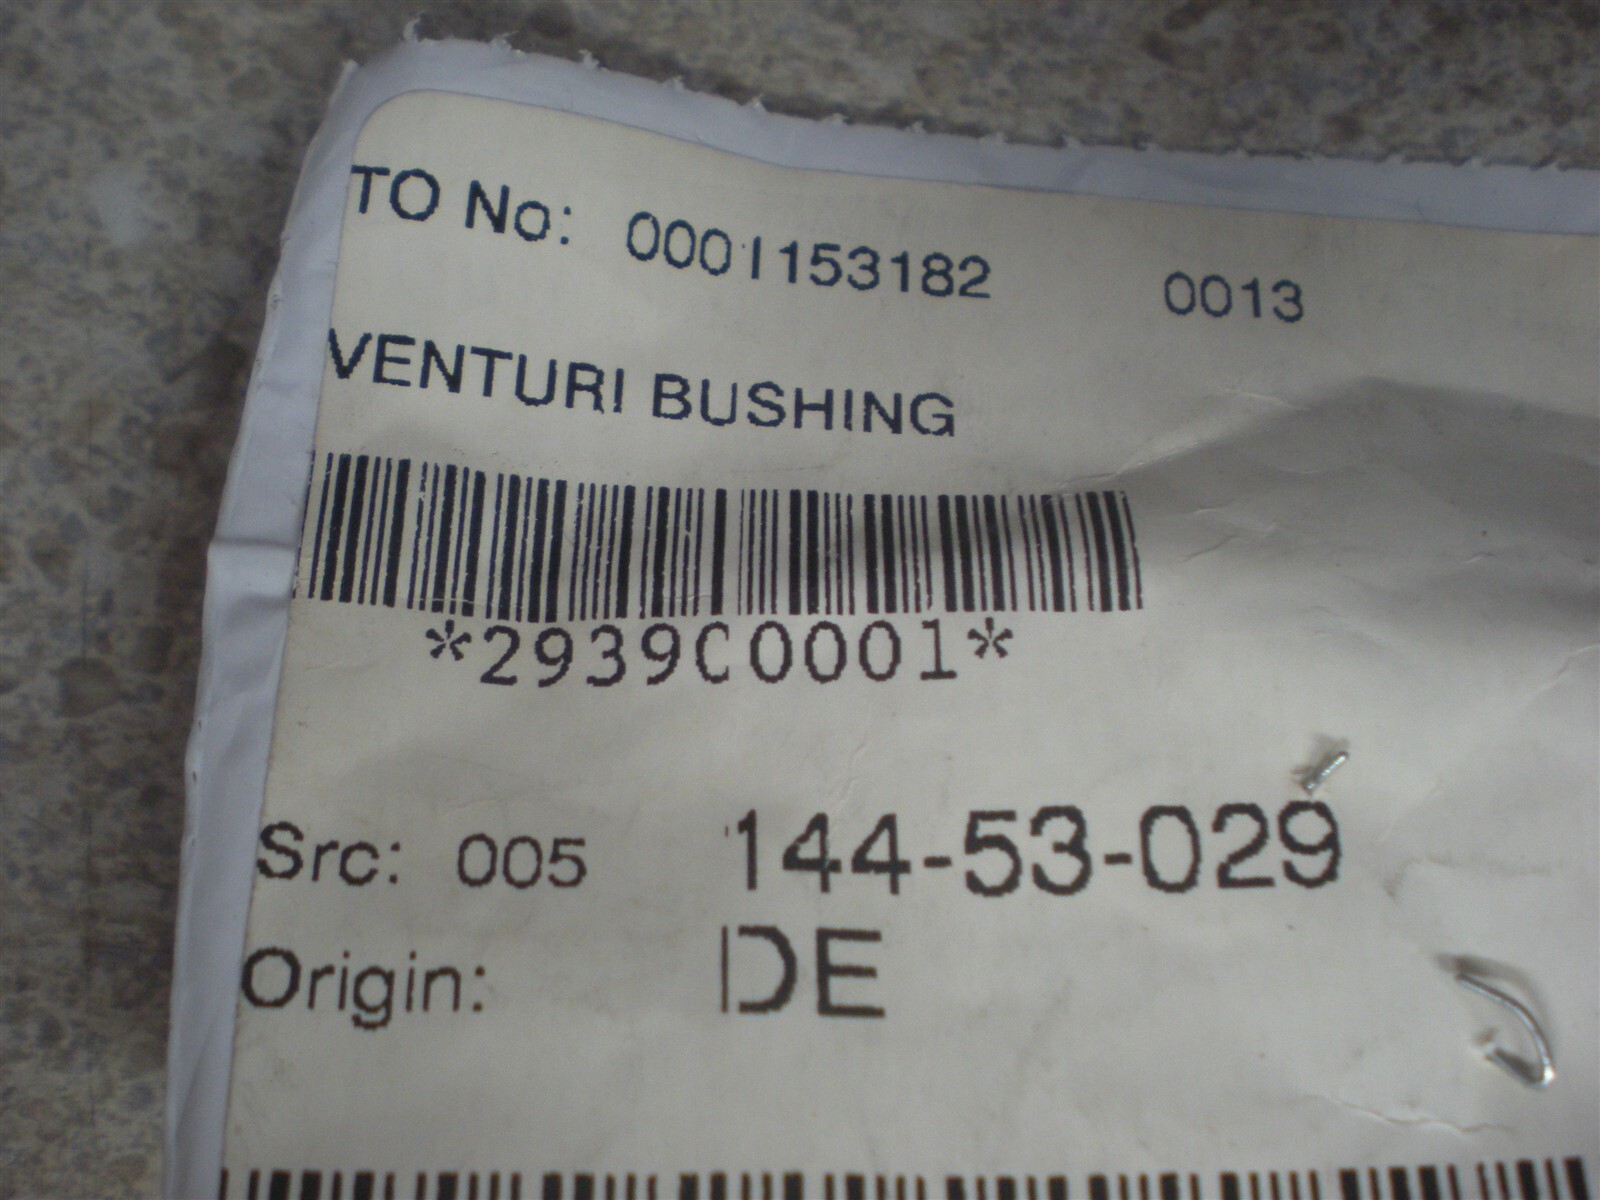 TO No: 0001153182 0013
VENTURI BUSHING
*2939C0001*
Src: 005 144-53-029
Origin: DE